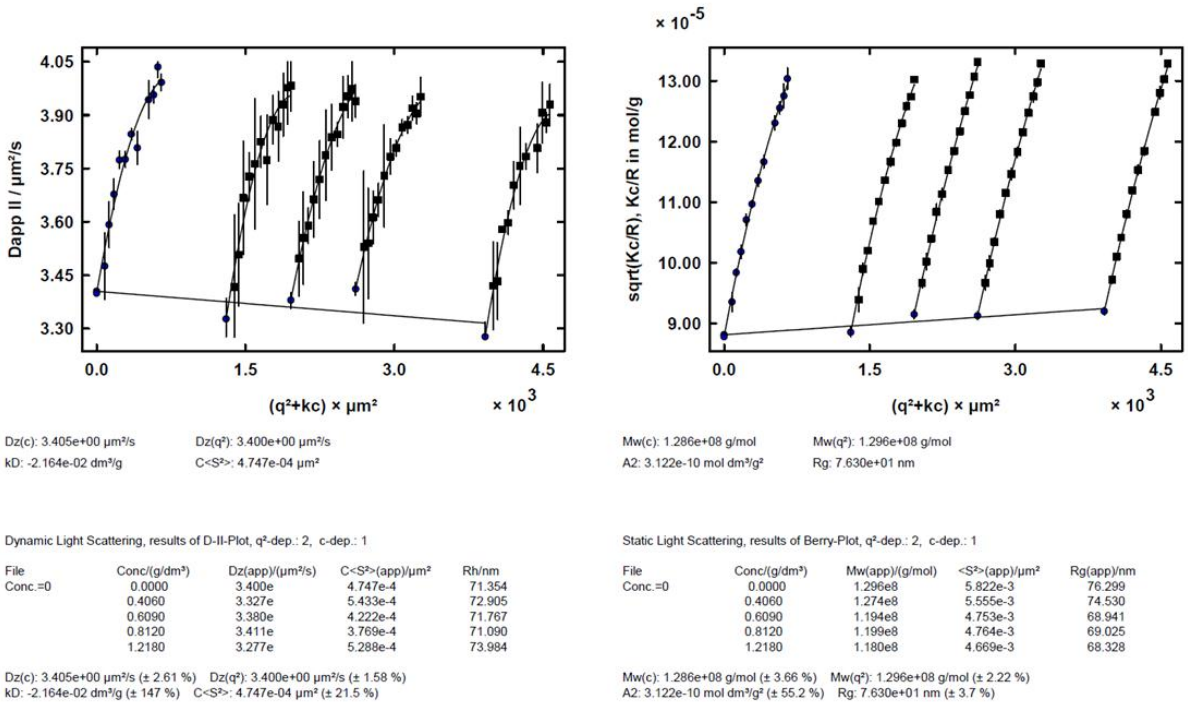 × 10⁻⁵
4.05
3.90
3.75
3.60
3.45
3.30
Dapp II / µm²/s
0.0 1.5 3.0 4.5
(q²+kc) × µm² × 10³
13.00
12.00
11.00
10.00
9.00
sqrt(Kc/R), Kc/R in mol/g
0.0 1.5 3.0 4.5
(q²+kc) × µm² × 10³
Dz(c): 3.405e+00 µm²/s Dz(q²): 3.400e+00 µm²/s
kD: -2.164e-02 dm³/g C<S²>: 4.747e-04 µm²
Mw(c): 1.286e+08 g/mol Mw(q²): 1.296e+08 g/mol
A2: 3.122e-10 mol dm³/g² Rg: 7.630e+01 nm
Dynamic Light Scattering, results of D-II-Plot, q²-dep.: 2, c-dep.: 1
File Conc/(g/dm³) Dz(app)/(µm²/s) C<S²>(app)/µm² Rh/nm
Conc.=0 0.0000 3.400e 4.747e-4 71.354
0.4060 3.327e 5.433e-4 72.905
0.6090 3.380e 4.222e-4 71.767
0.8120 3.411e 3.769e-4 71.090
1.2180 3.277e 5.288e-4 73.984
Dz(c): 3.405e+00 µm²/s (± 2.61 %) Dz(q²): 3.400e+00 µm²/s (± 1.58 %)
kD: -2.164e-02 dm³/g (± 147 %) C<S²>: 4.747e-04 µm² (± 21.5 %)
Static Light Scattering, results of Berry-Plot, q²-dep.: 2, c-dep.: 1
File Conc/(g/dm³) Mw(app)/(g/mol) <S²>(app)/µm² Rg(app)/nm
Conc.=0 0.0000 1.296e8 5.822e-3 76.299
0.4060 1.274e8 5.555e-3 74.530
0.6090 1.194e8 4.753e-3 68.941
0.8120 1.199e8 4.764e-3 69.025
1.2180 1.180e8 4.669e-3 68.328
Mw(c): 1.286e+08 g/mol (± 3.66 %) Mw(q²): 1.296e+08 g/mol (± 2.22 %)
A2: 3.122e-10 mol dm³/g² (± 55.2 %) Rg: 7.630e+01 nm (± 3.7 %)